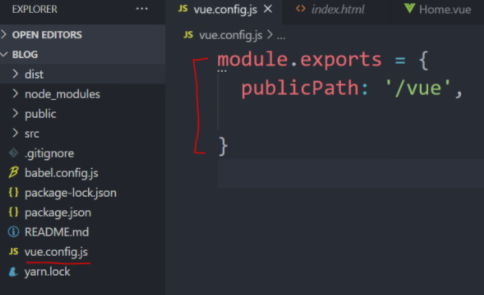 EXPLORER
...
OPEN EDITORS
BLOG
dist
node_modules
public
src
.gitignore
babel.config.js
package-lock.json
package.json
README.md
JS vue.config.js
yarn.lock
JS vue.config.js
<> index.html
Home.vue
JS vue.config.js > ...
module.exports = {
publicPath: '/vue',
}